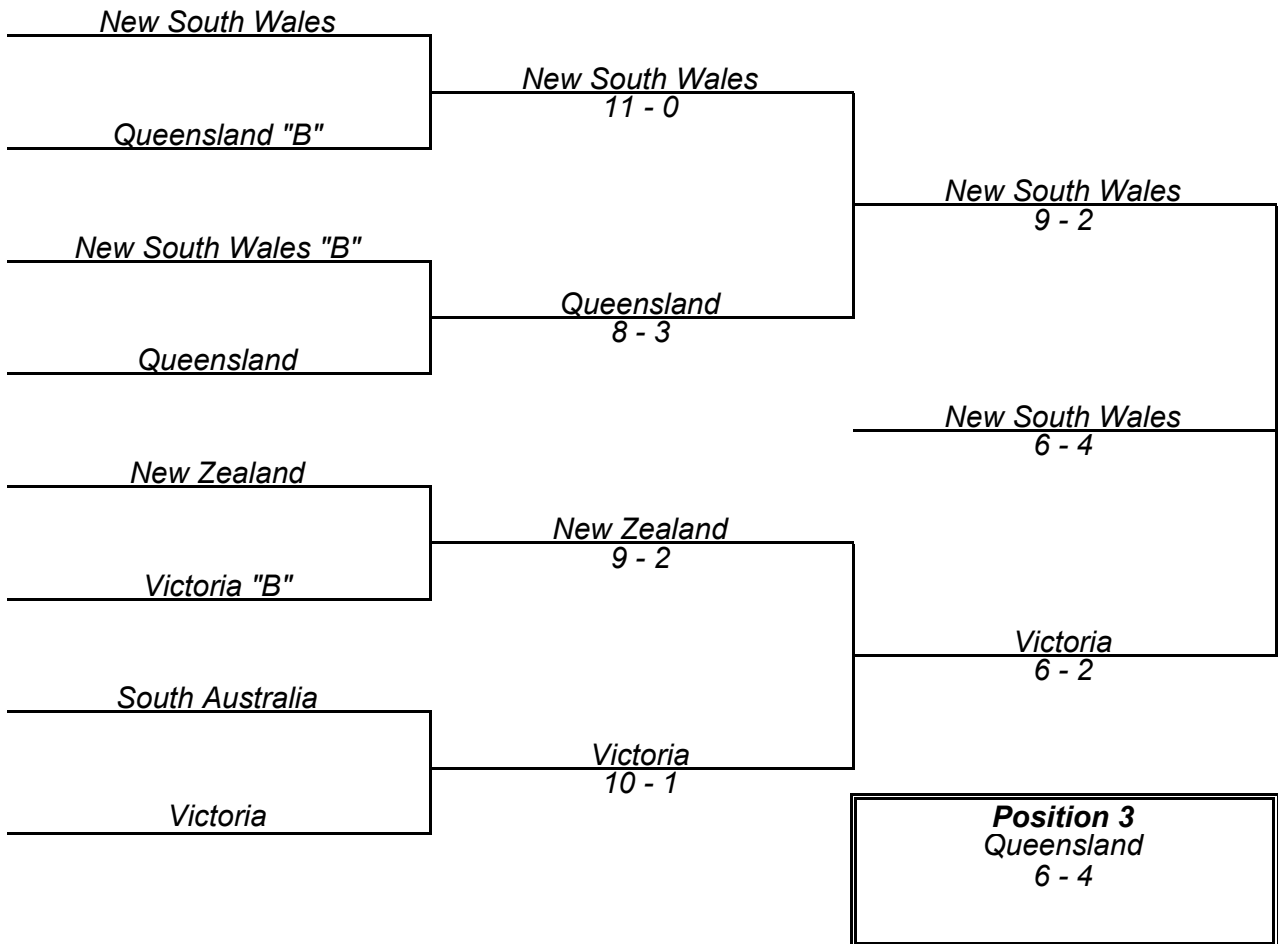 New South Wales
New South Wales
11 - 0
Queensland "B"
New South Wales
9 - 2
New South Wales "B"
Queensland
8 - 3
Queensland
New South Wales
6 - 4
New Zealand
New Zealand
9 - 2
Victoria "B"
Victoria
6 - 2
South Australia
Victoria
10 - 1
Victoria
Position 3
Queensland
6 - 4